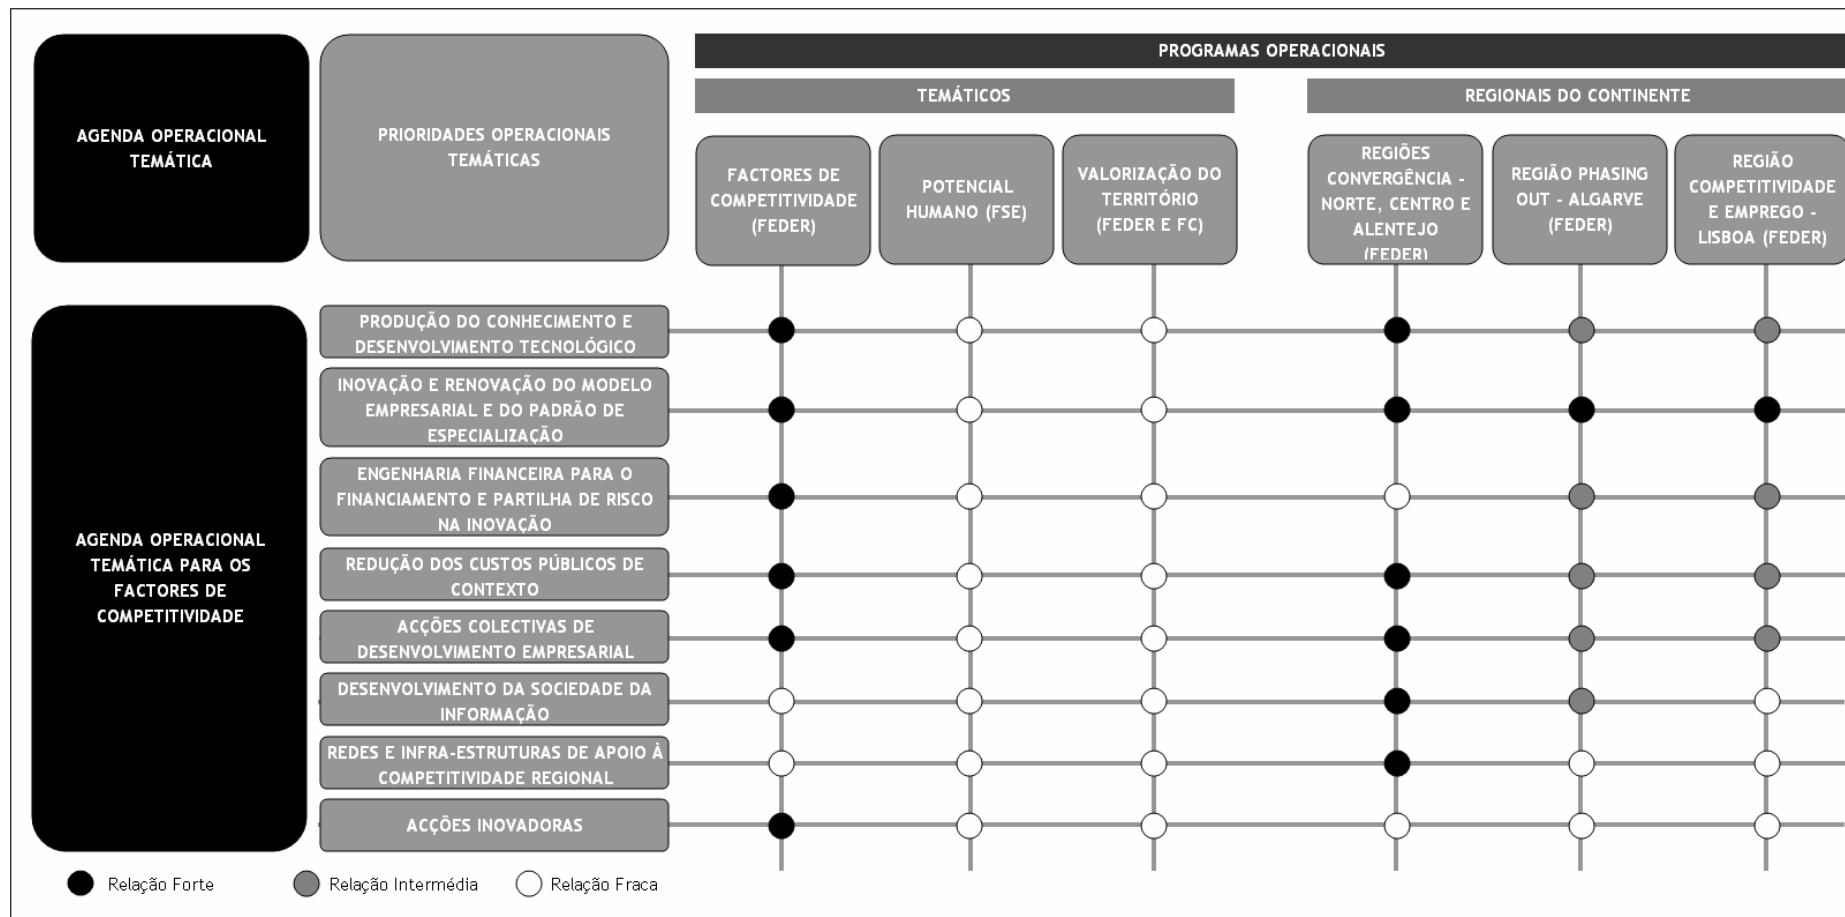 PROGRAMAS OPERACIONAIS
TEMÁTICOS
REGIONAIS DO CONTINENTE
AGENDA OPERACIONAL
TEMÁTICA
PRIORIDADES OPERACIONAIS
TEMÁTICAS
FACTORES DE
COMPETITIVIDADE
(FEDER)
POTENCIAL
HUMANO (FSE)
VALORIZAÇÃO DO
TERRITÓRIO
(FEDER E FC)
REGIÕES
CONVERGÊNCIA -
NORTE, CENTRO E
ALENTEJO
(FEDER)
REGIÃO PHASING
OUT - ALGARVE
(FEDER)
REGIÃO
COMPETITIVIDADE
E EMPREGO -
LISBOA (FEDER)
AGENDA OPERACIONAL
TEMÁTICA PARA OS
FACTORES DE
COMPETITIVIDADE
PRODUÇÃO DO CONHECIMENTO E
DESENVOLVIMENTO TECNOLÓGICO
INOVAÇÃO E RENOVAÇÃO DO MODELO
EMPRESARIAL E DO PADRÃO DE
ESPECIALIZAÇÃO
ENGENHARIA FINANCEIRA PARA O
FINANCIAMENTO E PARTILHA DE RISCO
NA INOVAÇÃO
REDUÇÃO DOS CUSTOS PÚBLICOS DE
CONTEXTO
ACÇÕES COLECTIVAS DE
DESENVOLVIMENTO EMPRESARIAL
DESENVOLVIMENTO DA SOCIEDADE DA
INFORMAÇÃO
REDES E INFRA-ESTRUTURAS DE APOIO À
COMPETITIVIDADE REGIONAL
ACÇÕES INOVADORAS
Relação Forte
Relação Intermédia
Relação Fraca